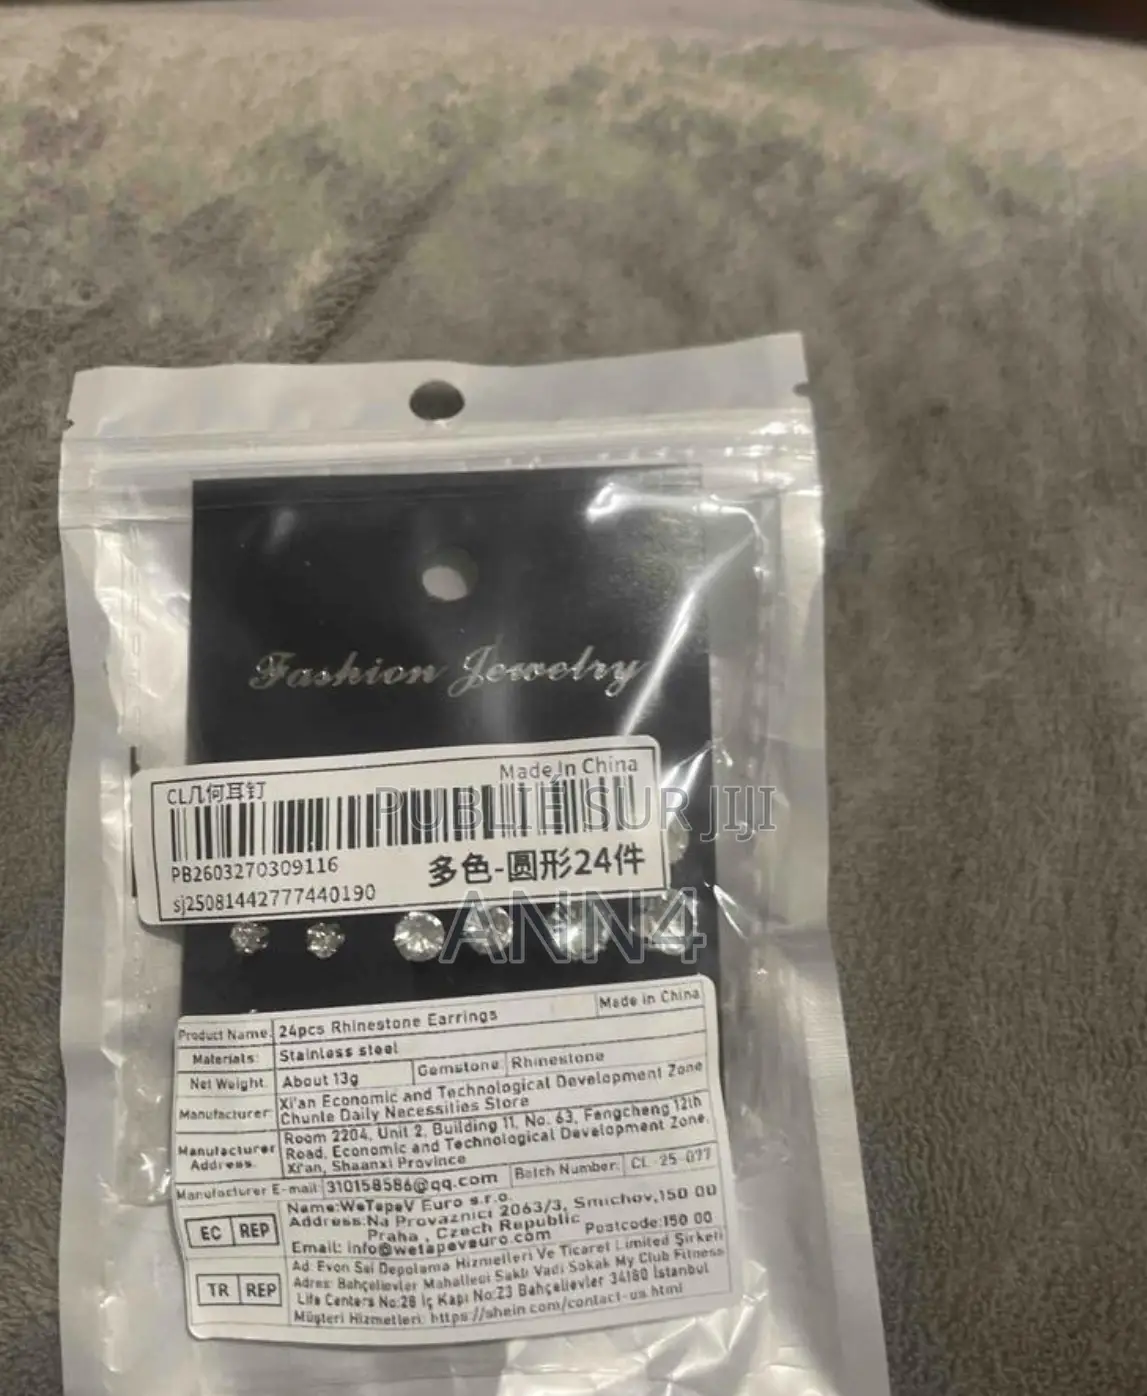 Fashion Jewelry
Made In China
CL几何耳钉
PUBLIÉ SUR JIJI
PB2603270309116
多色-圆形24件
sj25081442777440190
ANN4
Product Name: 24pcs Rhinestone Earrings Made in China
Materials: Stainless steel
Net Weight: About 13g Gemstone: Rhinestone
Manufacturer: Xi'an Economic and Technological Development Zone
Chunle Daily Necessities Store
Manufacturer Address: Room 2204, Unit 2, Building 11, No. 63, Fengcheng 12th
Road, Economic and Technological Development Zone,
Xi'an, Shaanxi Province
Manufacturer E-mail: 310158586@qq.com Batch Number: CL-25-077
EC REP Name:WeTapeV Euro s.r.o.
Address:Na Provaznici 2063/3, Smichov,150 00
Praha , Czech Republic
Email: info@wetapeveuro.com Postcode:150 00
TR REP Ad: Evon Sei Depolama Hizmetleri Ve Ticaret Limited Şirketi
Adres: Bahçelievler Mahallesi Saklı Vadi Sokak My Club Fitness
Life Centers No:28 İç Kapı No:23 Bahçelievler 34180 İstanbul
Müşteri Hizmetleri: https://shein.com/contact-us.html